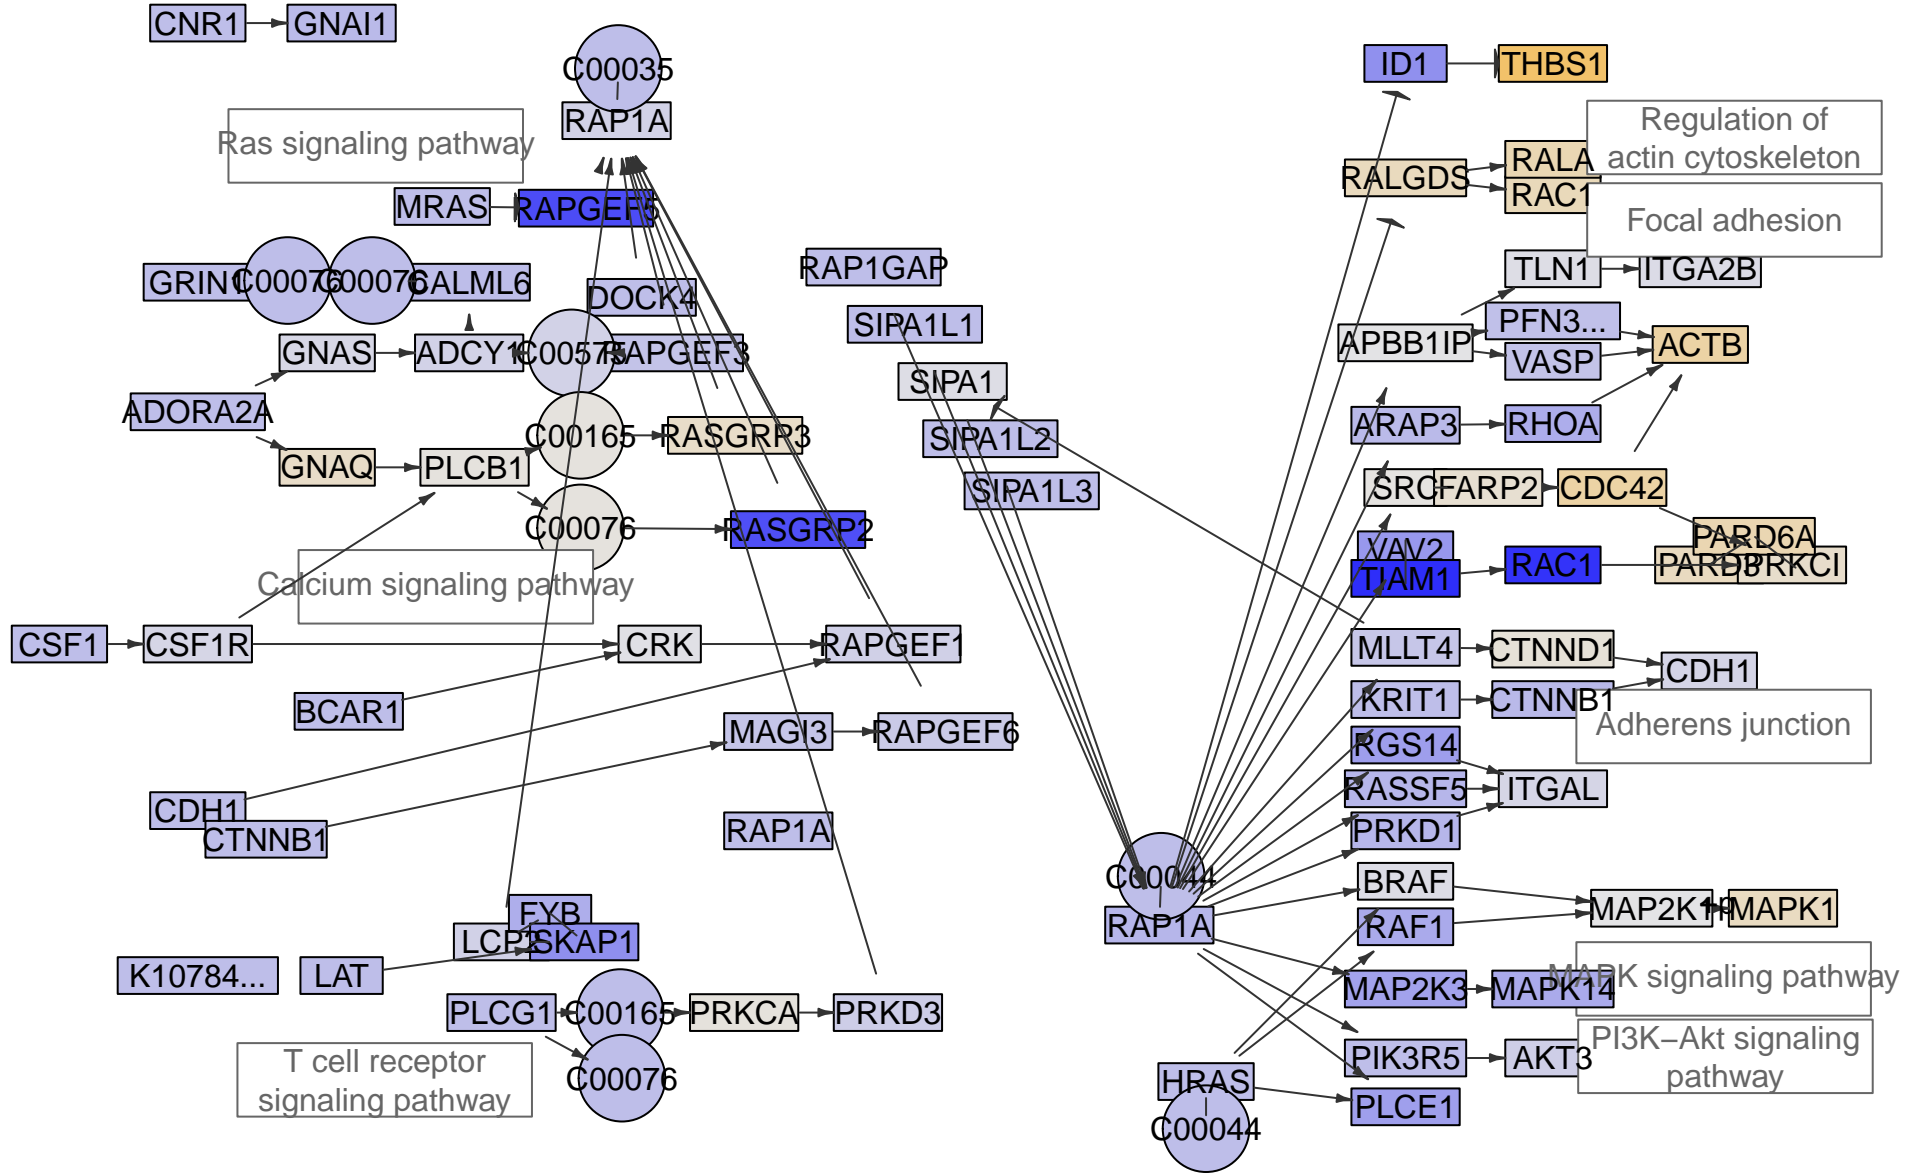 CNR1
GNAI1
C00035
RAP1A
Ras signaling pathway
MRAS
RAPGEF5
GRIN1
C00076
C00076
CALML6
DOCK4
GNAS
ADCY1
C00575
RAPGEF3
ADORA2A
C00165
RASGRP3
GNAQ
PLCB1
C00076
RASGRP2
Calcium signaling pathway
CSF1
CSF1R
CRK
RAPGEF1
BCAR1
MAGI3
RAPGEF6
CDH1
CTNNB1
RAP1A
FYB
LCP2
SKAP1
K10784...
LAT
PLCG1
C00165
PRKCA
PRKD3
T cell receptor
signaling pathway
C00076
RAP1GAP
SIPA1L1
SIPA1
SIPA1L2
SIPA1L3
C00044
RAP1A
HRAS
C00044
ID1
THBS1
Regulation of
actin cytoskeleton
RALGDS
RALA
RAC1
Focal adhesion
TLN1
ITGA2B
PFN3...
APBB1IP
VASP
ACTB
ARAP3
RHOA
SRC
FARP2
CDC42
PARD6A
VAV2
TIAM1
RAC1
PARD3
PRKCI
MLLT4
CTNND1
CDH1
KRIT1
CTNNB1
Adherens junction
RGS14
RASSF5
ITGAL
PRKD1
BRAF
MAP2K1
+p
MAPK1
RAF1
MAP2K3
MAPK14
MAPK signaling pathway
PIK3R5
AKT3
PI3K−Akt signaling
pathway
PLCE1